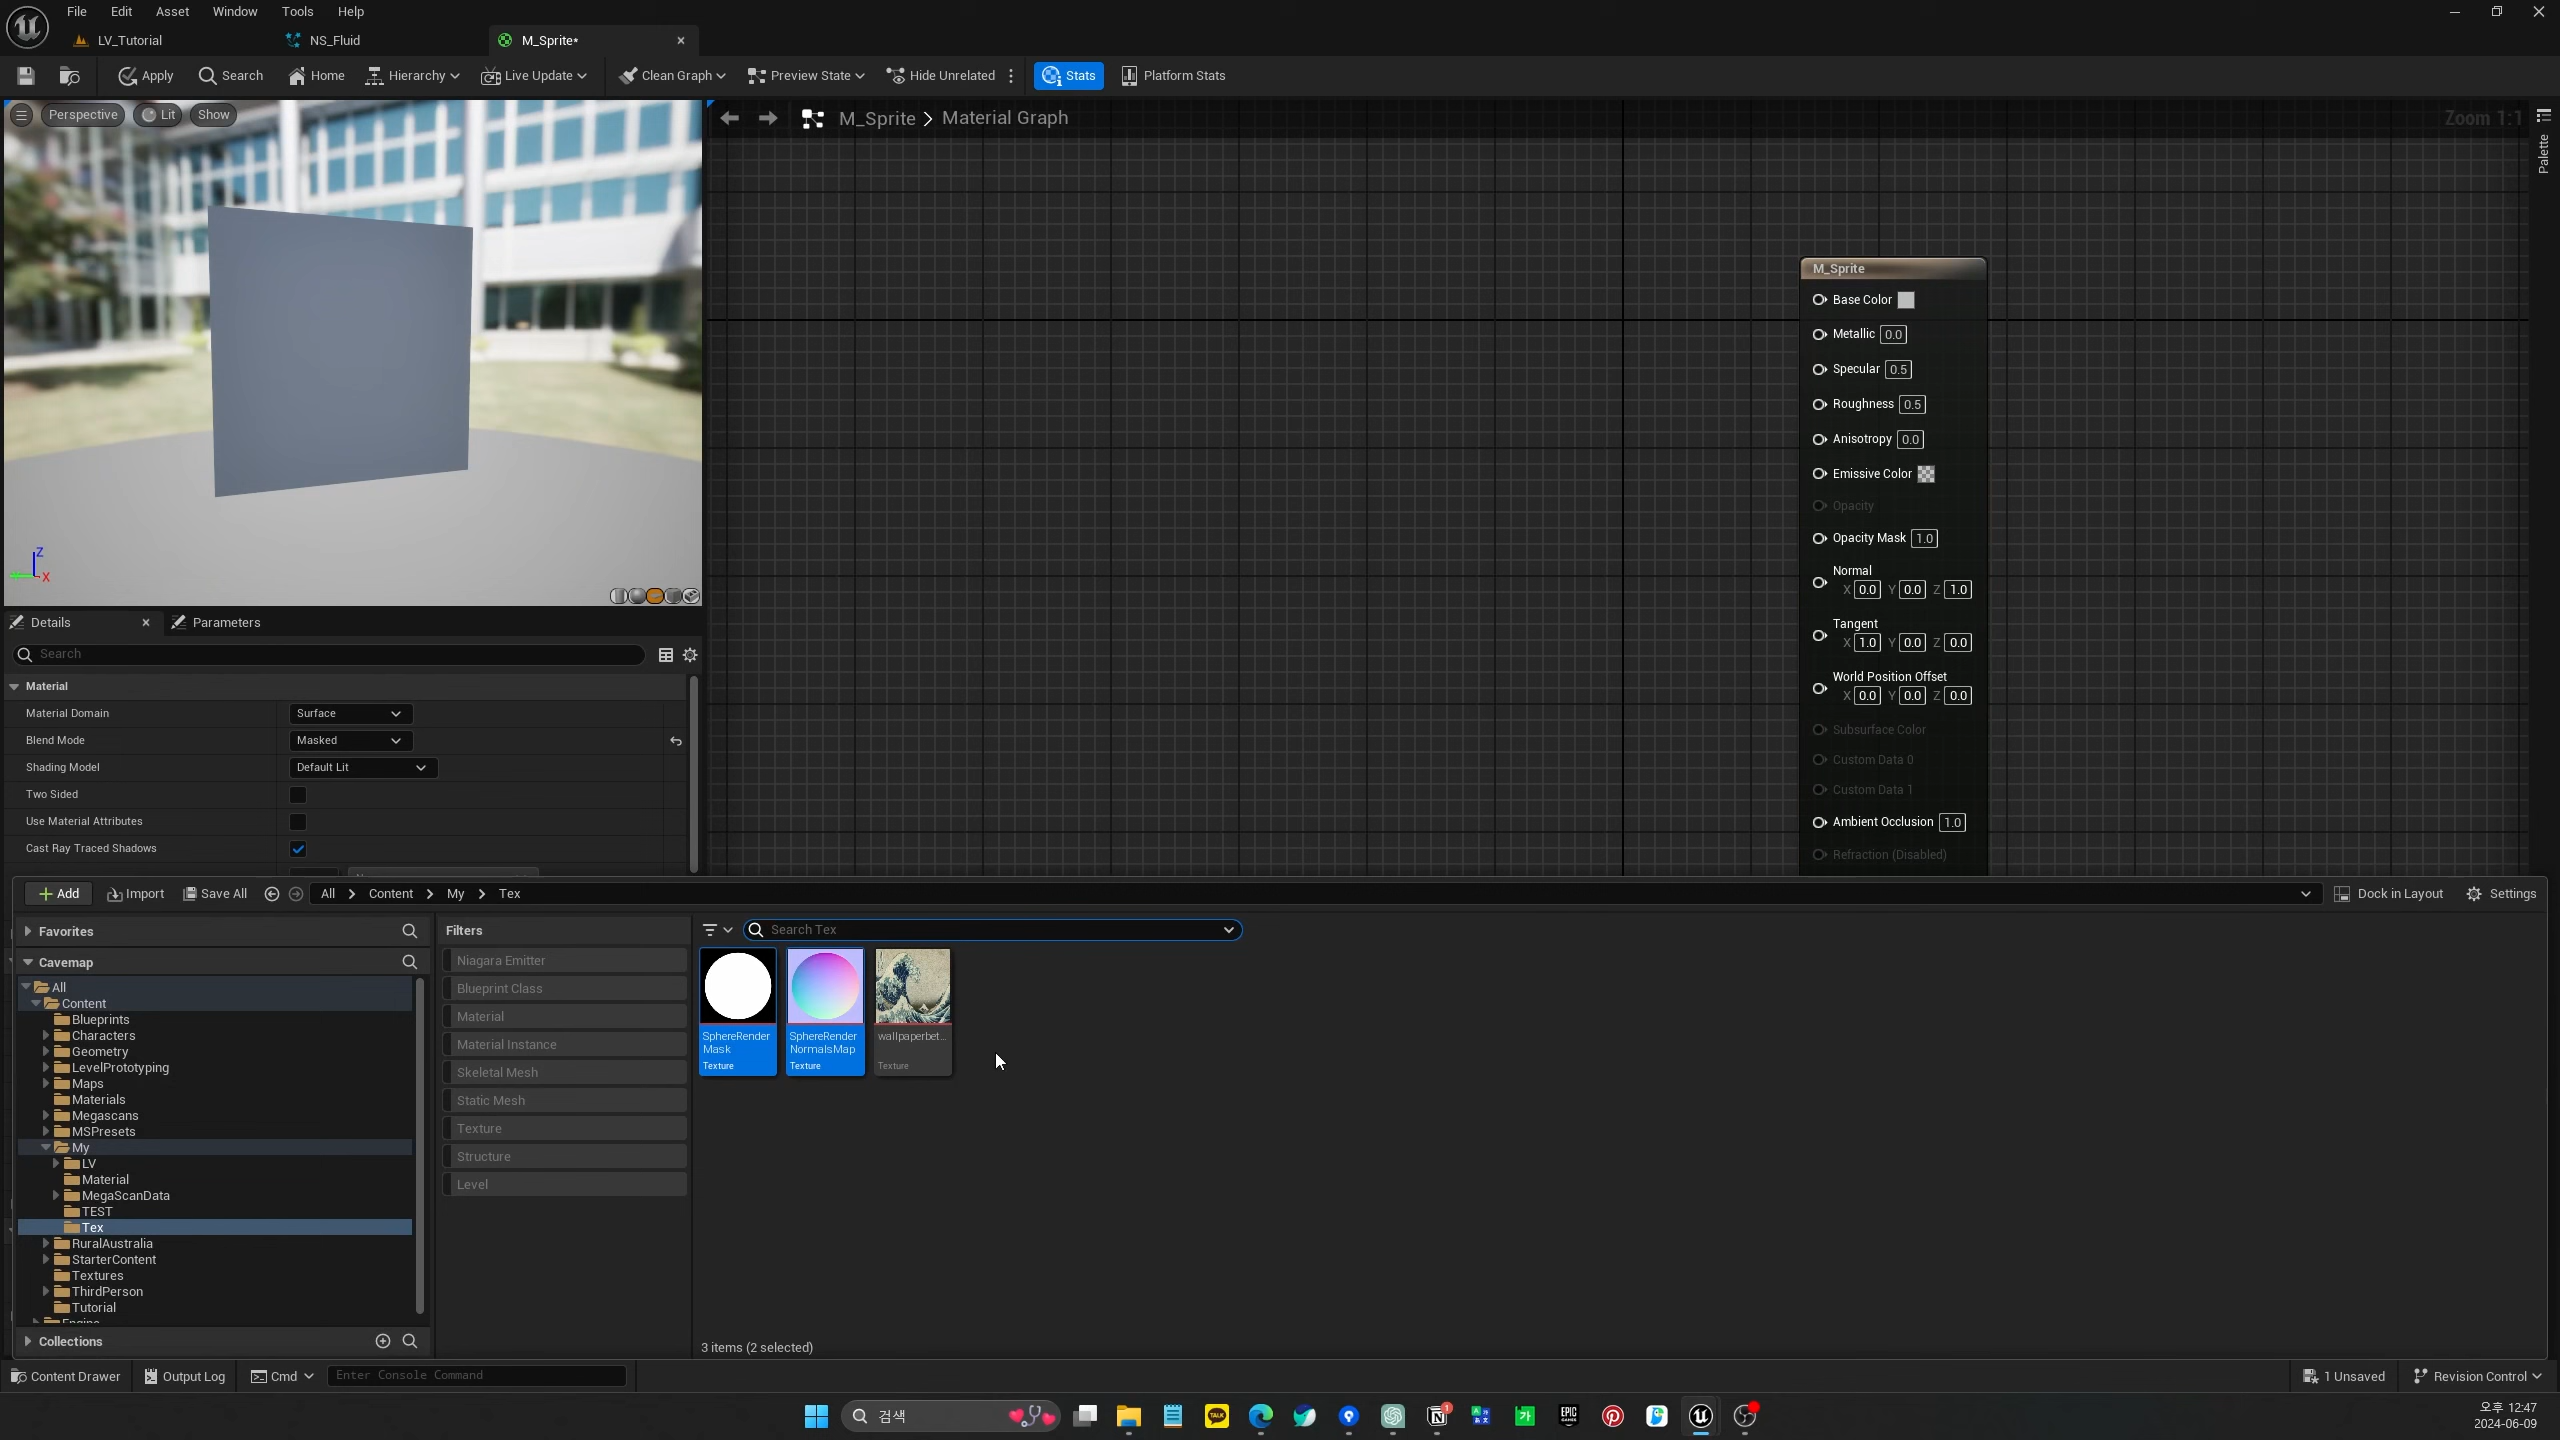 File Edit Asset Window Tools Help
LV_Tutorial NS_Fluid M_Sprite*
Apply Search Home Hierarchy Live Update Clean Graph Preview State Hide Unrelated Stats Platform Stats
Perspective Lit Show
M_Sprite > Material Graph
Zoom 1:1
Palette
M_Sprite
Base Color
Metallic 0.0
Specular 0.5
Roughness 0.5
Anisotropy 0.0
Emissive Color
Opacity
Opacity Mask 1.0
Normal
X 0.0 Y 0.0 Z 1.0
Tangent
X 1.0 Y 0.0 Z 0.0
World Position Offset
X 0.0 Y 0.0 Z 0.0
Subsurface Color
Custom Data 0
Custom Data 1
Ambient Occlusion 1.0
Refraction (Disabled)
Z
X
Details Parameters
Search
Material
Material Domain Surface
Blend Mode Masked
Shading Model Default Lit
Two Sided
Use Material Attributes
Cast Ray Traced Shadows
Add Import Save All All > Content > My > Tex Dock in Layout Settings
Favorites
Cavemap
All
Content
Blueprints
Characters
Geometry
LevelPrototyping
Maps
Materials
Megascans
MSPresets
My
LV
Material
MegaScanData
TEST
Tex
RuralAustralia
StarterContent
Textures
ThirdPerson
Tutorial
Collections
Filters
Niagara Emitter
Blueprint Class
Material
Material Instance
Skeletal Mesh
Static Mesh
Texture
Structure
Level
Search Tex
SphereRender
Mask
Texture
SphereRender
NormalsMap
Texture
wallpaperbet...
Texture
3 items (2 selected)
Content Drawer Output Log Cmd Enter Console Command 1 Unsaved Revision Control
검색
TALK
가
EPIC
GAMES
오후 12:47
2024-06-09